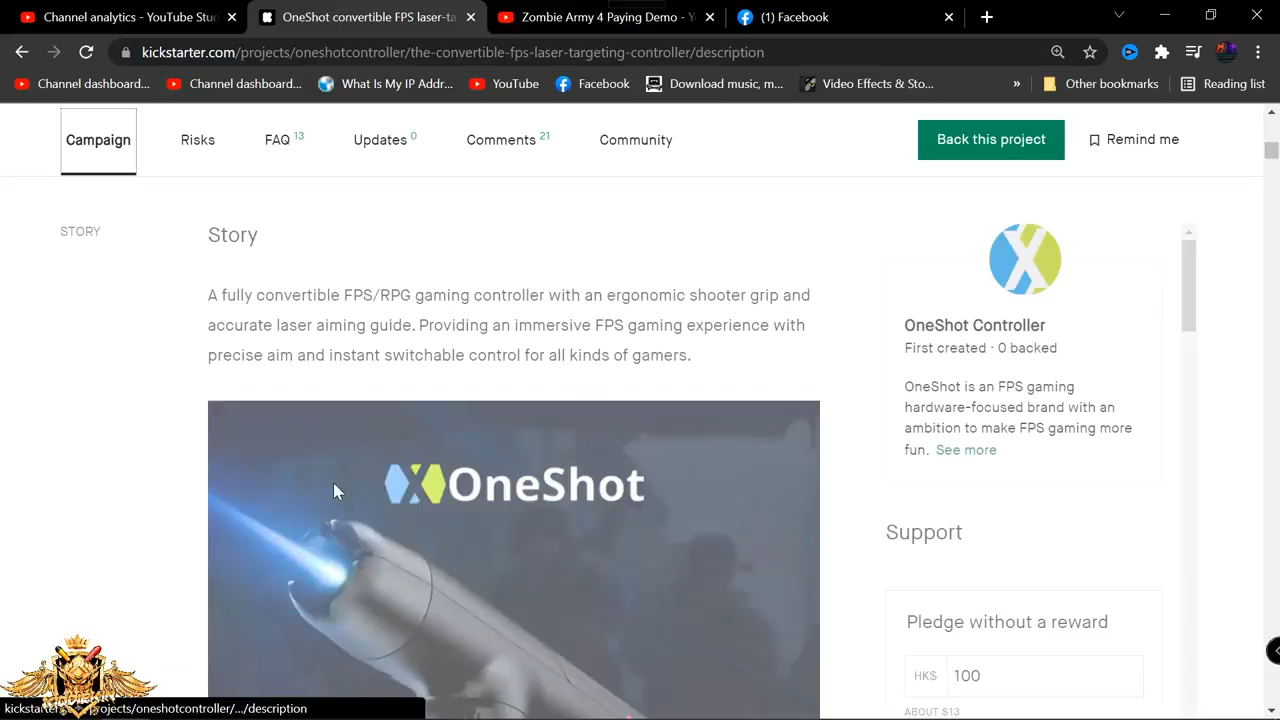 Channel analytics - YouTube Stu
OneShot convertible FPS laser-ta
Zombie Army 4 Paying Demo - Y
(1) Facebook
kickstarter.com/projects/oneshotcontroller/the-convertible-fps-laser-targeting-controller/description
Channel dashboard...
Channel dashboard...
What Is My IP Addr...
YouTube
Facebook
Download music, m...
Video Effects & Sto...
»
Other bookmarks
Reading list
Campaign
Risks
FAQ 13
Updates 0
Comments 21
Community
Back this project
Remind me
STORY
Story
A fully convertible FPS/RPG gaming controller with an ergonomic shooter grip and
accurate laser aiming guide. Providing an immersive FPS gaming experience with
precise aim and instant switchable control for all kinds of gamers.
OneShot
OneShot Controller
First created · 0 backed
OneShot is an FPS gaming
hardware-focused brand with an
ambition to make FPS gaming more
fun. See more
Support
Pledge without a reward
HK$ 100
ABOUT $13
projects/oneshotcontroller/.../description